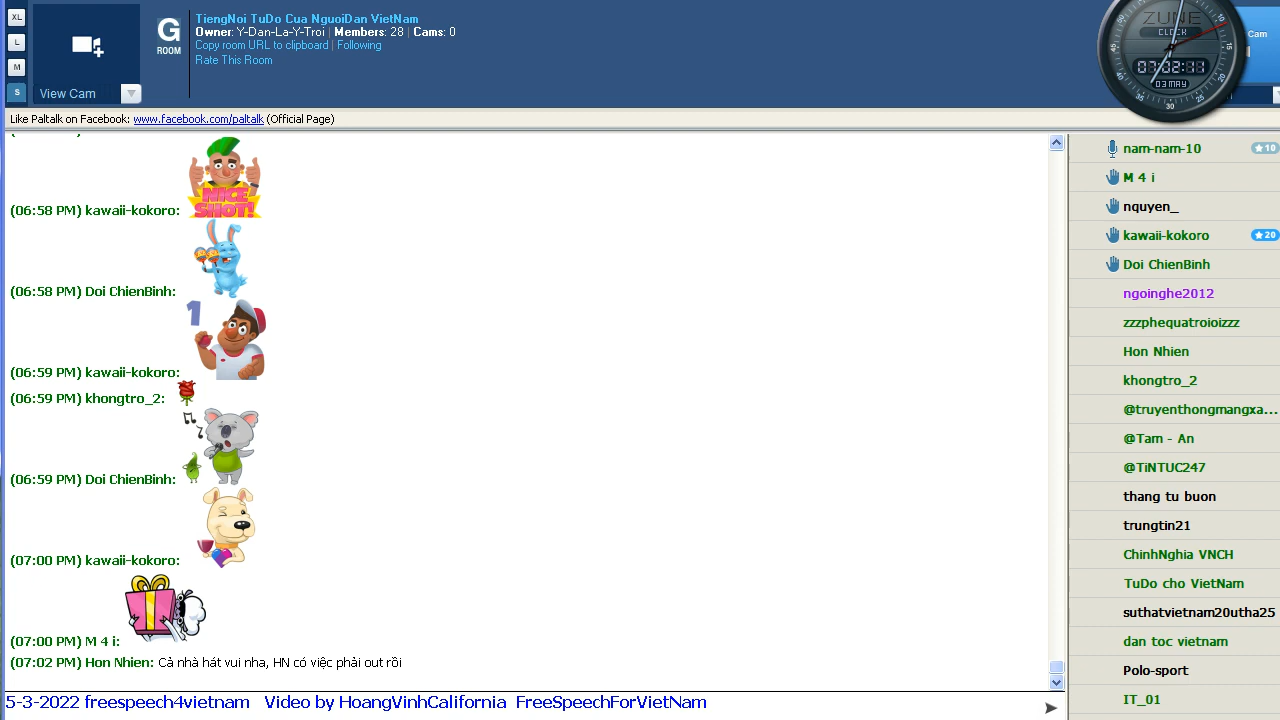 XL
L
M
S
View Cam
G
ROOM
TiengNoi TuDo Cua NguoiDan VietNam
Owner: Y-Dan-La-Y-Troi | Members: 28 | Cams: 0
Copy room URL to clipboard | Following
Rate This Room
ZUNE
CLOCK
07:02:11
03 MAY
Cam
Like Paltalk on Facebook: www.facebook.com/paltalk (Official Page)
NICE SHOT!
(06:58 PM) kawaii-kokoro:
(06:58 PM) Doi ChienBinh:
1
(06:59 PM) kawaii-kokoro:
(06:59 PM) khongtro_2:
(06:59 PM) Doi ChienBinh:
(07:00 PM) kawaii-kokoro:
(07:00 PM) M 4 i:
(07:02 PM) Hon Nhien: Cả nhà hát vui nha, HN có việc phải out rồi
5-3-2022 freespeech4vietnam Video by HoangVinhCalifornia FreeSpeechForVietNam
nam-nam-10 10
M 4 i
nquyen_
kawaii-kokoro 20
Doi ChienBinh
ngoinghe2012
zzzphequatroioizzz
Hon Nhien
khongtro_2
@truyenthongmangxa...
@Tam - An
@TiNTUC247
thang tu buon
trungtin21
ChinhNghia VNCH
TuDo cho VietNam
suthatvietnam20utha25
dan toc vietnam
Polo-sport
IT_01